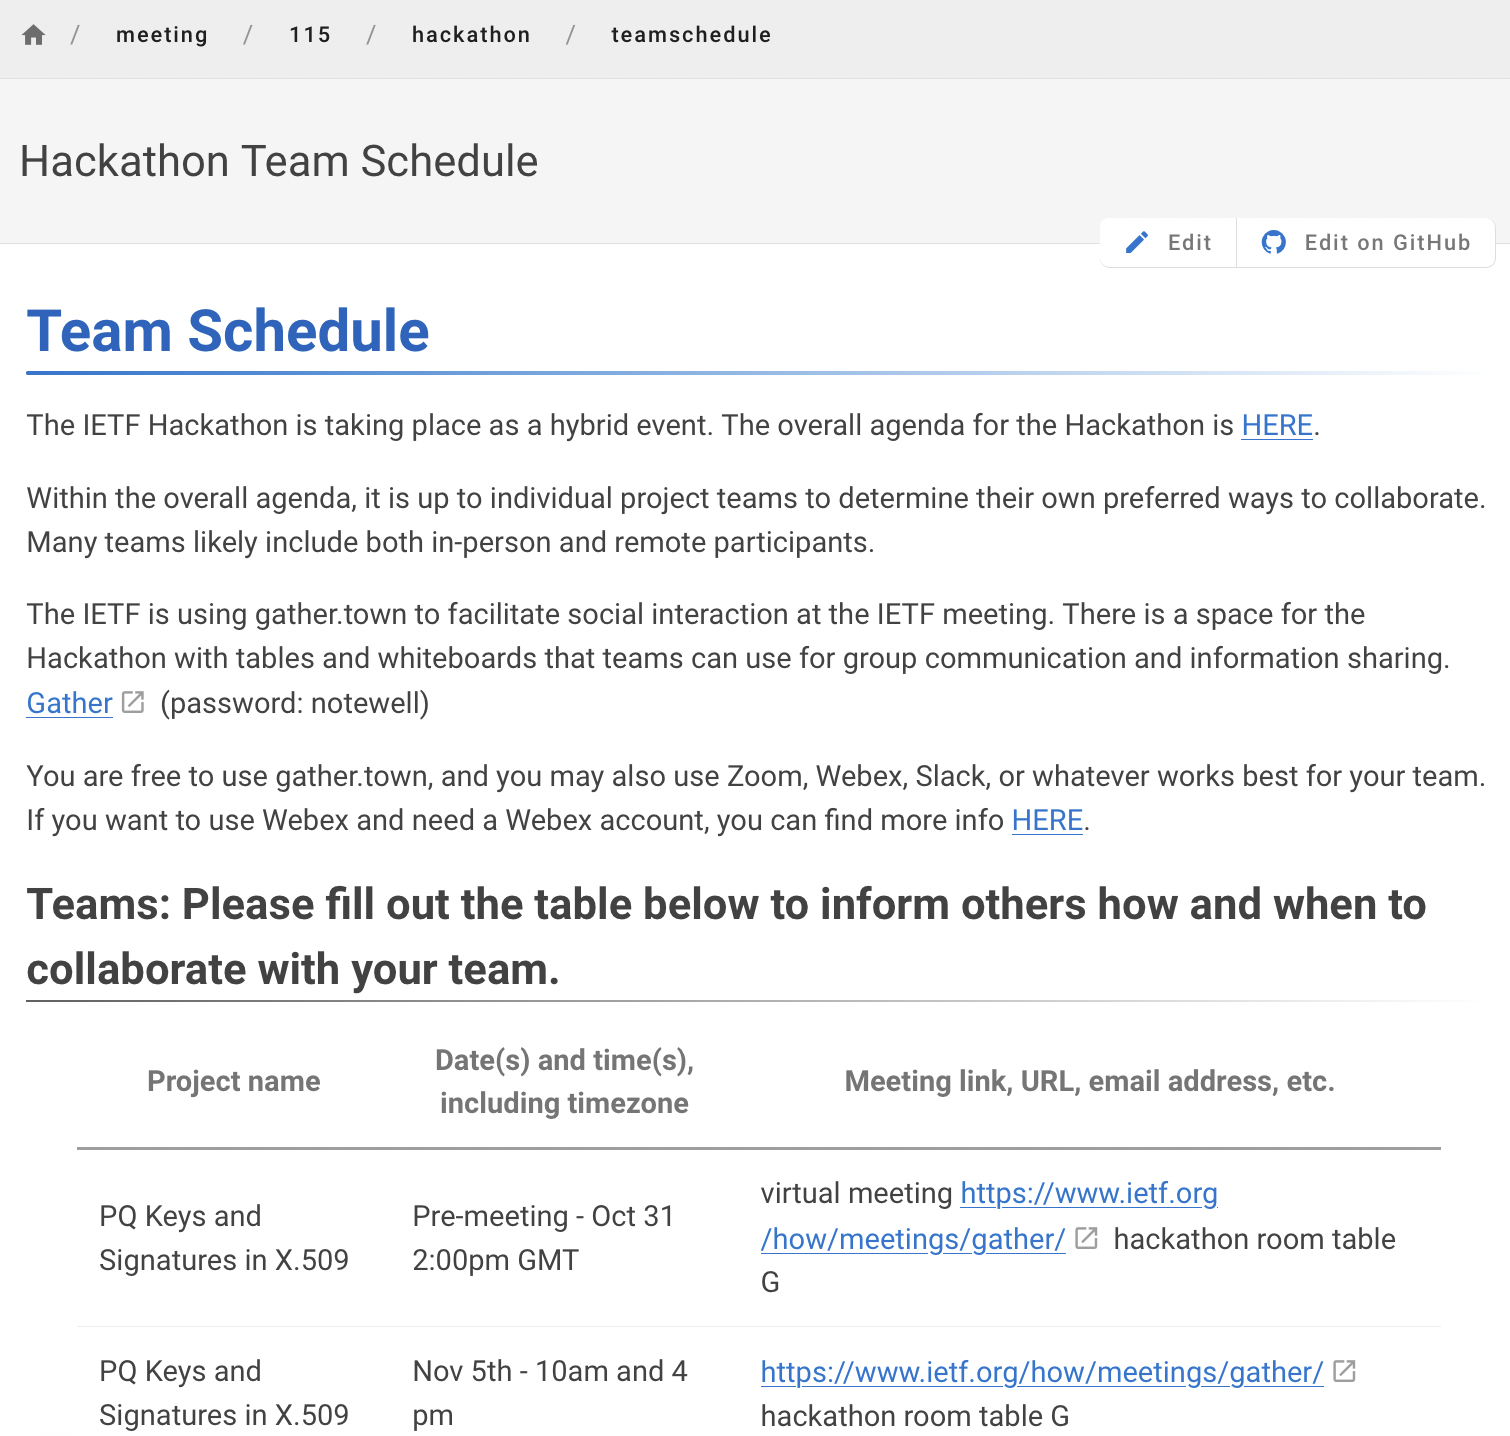 / meeting / 115 / hackathon / teamschedule
Hackathon Team Schedule
Edit
Edit on GitHub
Team Schedule
The IETF Hackathon is taking place as a hybrid event. The overall agenda for the Hackathon is HERE.
Within the overall agenda, it is up to individual project teams to determine their own preferred ways to collaborate.
Many teams likely include both in-person and remote participants.
The IETF is using gather.town to facilitate social interaction at the IETF meeting. There is a space for the
Hackathon with tables and whiteboards that teams can use for group communication and information sharing.
Gather (password: notewell)
You are free to use gather.town, and you may also use Zoom, Webex, Slack, or whatever works best for your team.
If you want to use Webex and need a Webex account, you can find more info HERE.
Teams: Please fill out the table below to inform others how and when to
collaborate with your team.
Project name
Date(s) and time(s),
including timezone
Meeting link, URL, email address, etc.
PQ Keys and
Signatures in X.509
Pre-meeting - Oct 31
2:00pm GMT
virtual meeting https://www.ietf.org
/how/meetings/gather/ hackathon room table
G
PQ Keys and
Signatures in X.509
Nov 5th - 10am and 4
pm
https://www.ietf.org/how/meetings/gather/
hackathon room table G